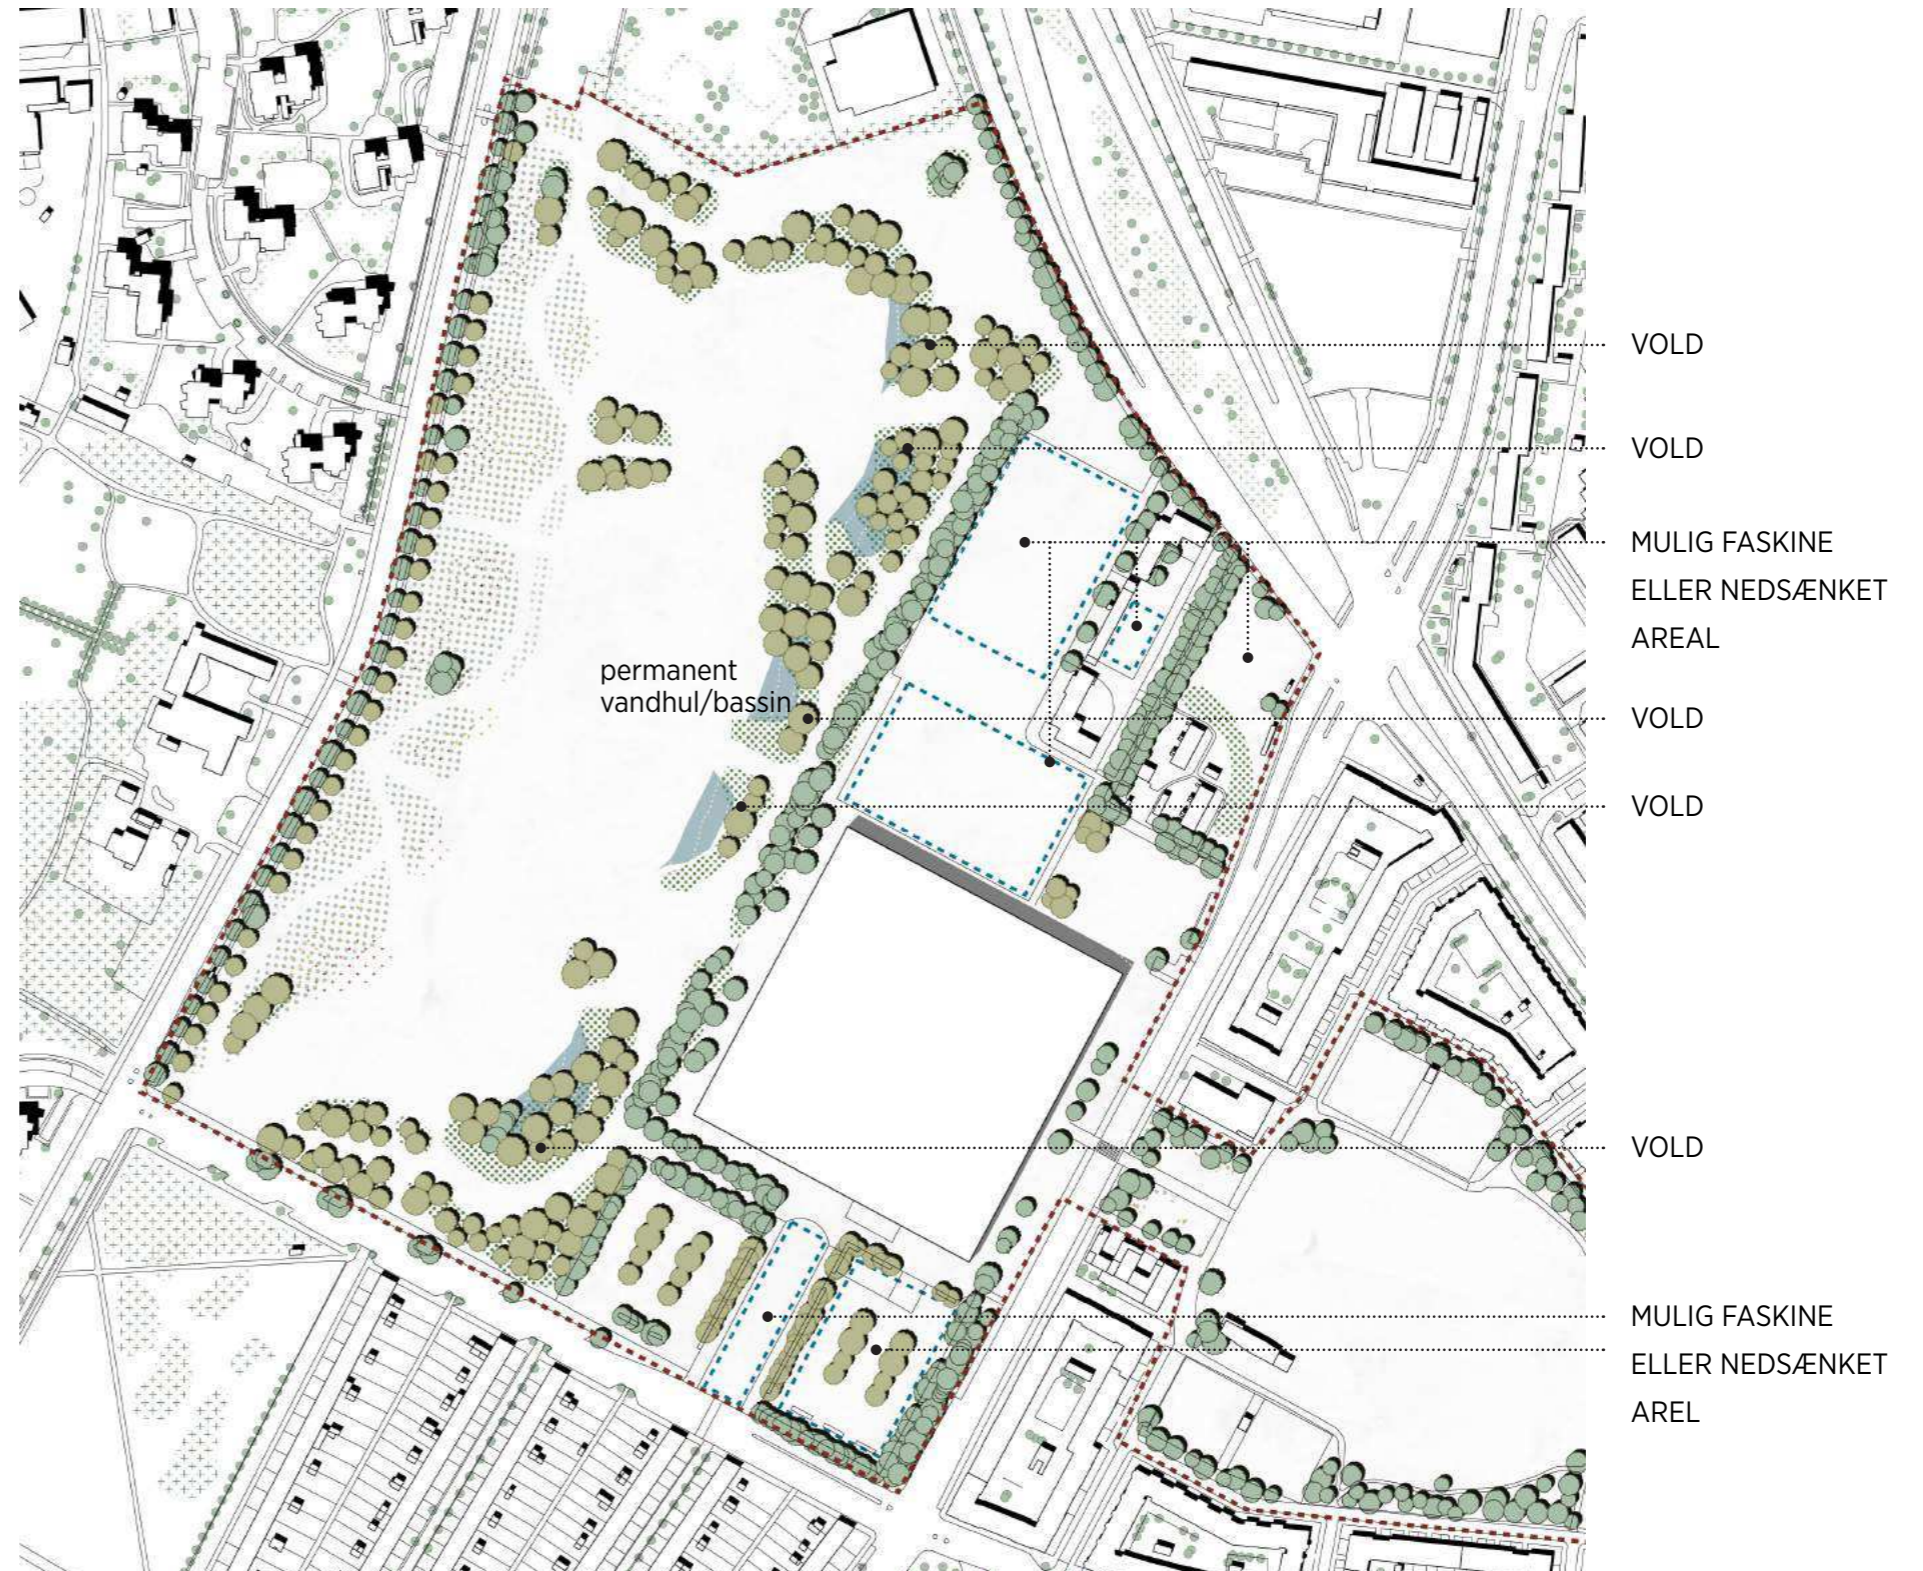 VOLD
VOLD
MULIG FASKINE
ELLER NEDSÆNKET
AREAL
permanent
vandhul/bassin
VOLD
VOLD
VOLD
MULIG FASKINE
ELLER NEDSÆNKET
AREL